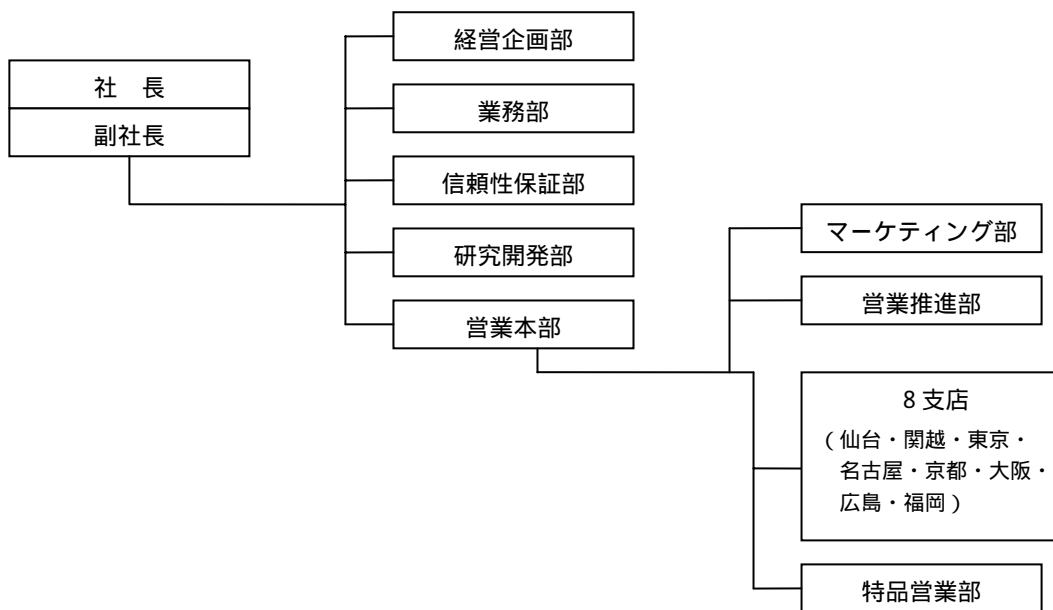 社　長
副社長
経営企画部
業務部
信頼性保証部
研究開発部
営業本部
マーケティング部
営業推進部
８支店
（仙台・関越・東京・
名古屋・京都・大阪・
広島・福岡）
特品営業部